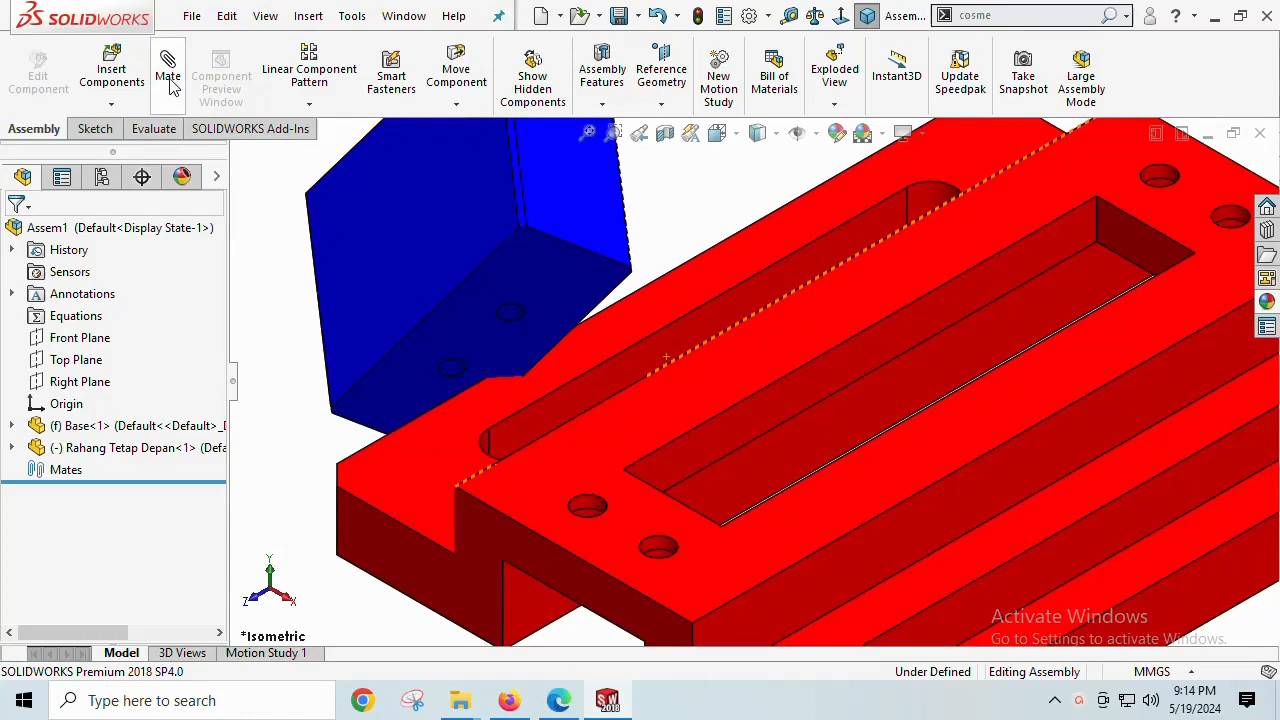 SOLIDWORKS File Edit View Insert Tools Window Help Assem... cosme
Edit Component
Insert Components
Mate
Component Preview Window
Linear Component Pattern
Smart Fasteners
Move Component
Show Hidden Components
Assembly Features
Reference Geometry
New Motion Study
Bill of Materials
Exploded View
Instant3D
Update Speedpak
Take Snapshot
Large Assembly Mode
Assembly Sketch Evaluate SOLIDWORKS Add-Ins
Assem1 (Default<Display State-1>)
History
Sensors
Annotations
Equations
Front Plane
Top Plane
Right Plane
Origin
(f) Base<1> (Default<<Default>_D
(-) Rahang Tetap Depan<1> (Defa
Mates
Y
Z X
*Isometric
Activate Windows
Go to Settings to activate Windows.
Model 3D Views Motion Study 1
SOLIDWORKS Premium 2018 SP4.0 Under Defined Editing Assembly MMGS
Type here to search
SW 2018
9:14 PM
5/19/2024